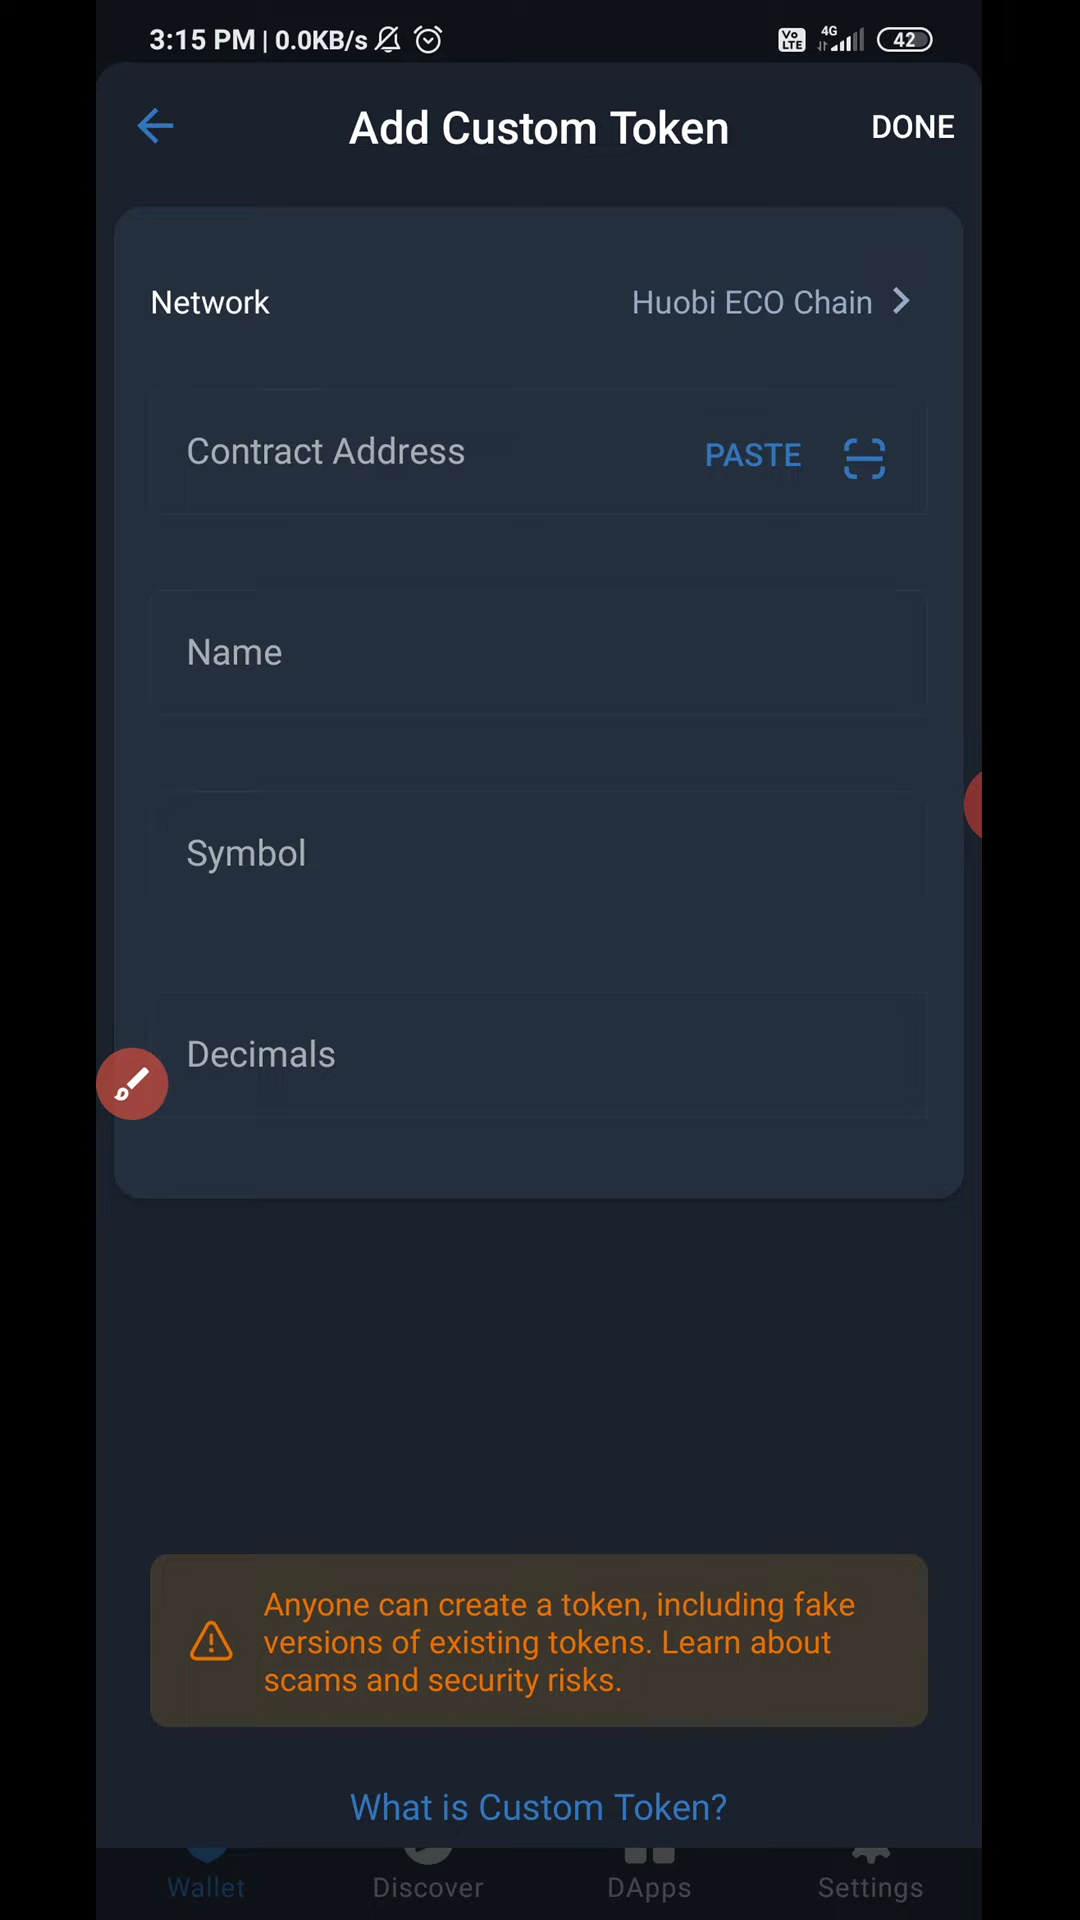 3:15 PM | 0.0KB/s Vo LTE 4G 42
Add Custom Token DONE
Network Huobi ECO Chain
Contract Address PASTE
Name
Symbol
Decimals
Anyone can create a token, including fake
versions of existing tokens. Learn about
scams and security risks.
What is Custom Token?
Wallet Discover DApps Settings